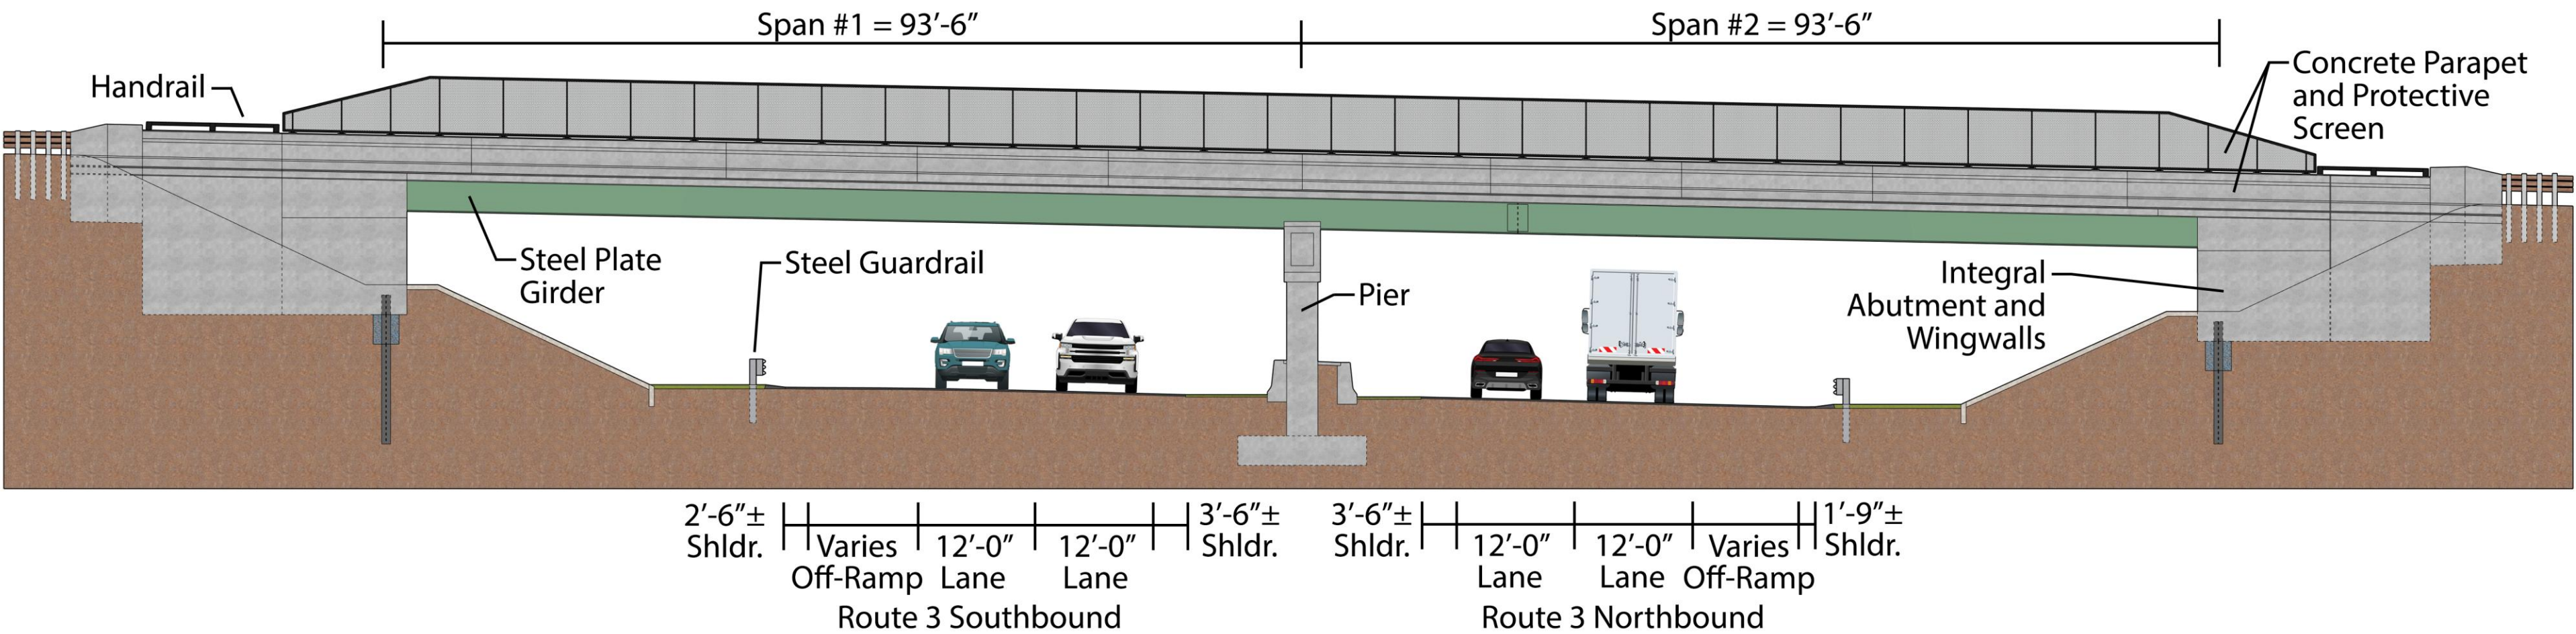 Span #1 = 93’-6”
Span #2 = 93’-6”
Handrail
Concrete Parapet
and Protective
Screen
Steel Plate
Girder
Steel Guardrail
Pier
Integral
Abutment and
Wingwalls
2’-6”±
Shldr.
Varies
Off-Ramp
12’-0”
Lane
12’-0”
Lane
3’-6”±
Shldr.
3’-6”±
Shldr.
12’-0”
Lane
12’-0”
Lane
Varies
Off-Ramp
1’-9”±
Shldr.
Route 3 Southbound
Route 3 Northbound